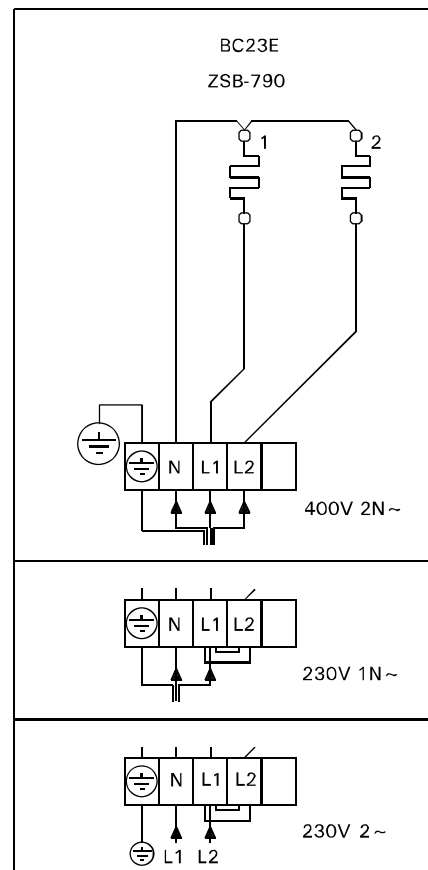 BC23E
ZSB-790
1 2
N L1 L2
400V 2N~
N L1 L2
230V 1N~
N L1 L2
230V 2~
L1 L2